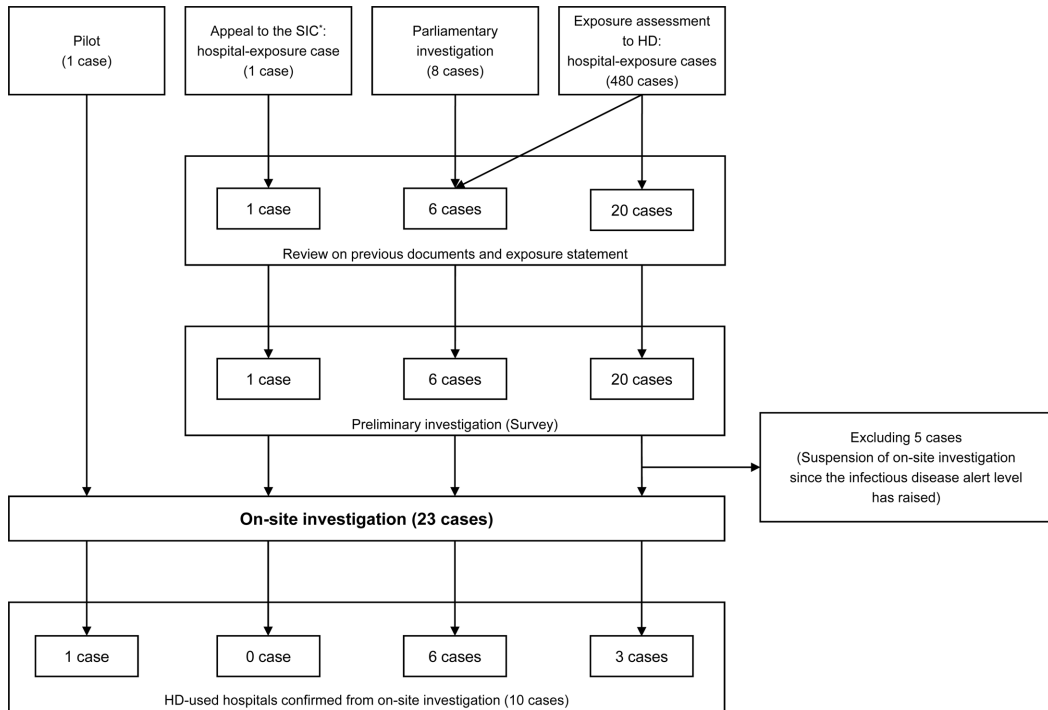 Pilot
(1 case)
Appeal to the SIC*:
hospital-exposure case
(1 case)
Parliamentary
investigation
(8 cases)
Exposure assessment
to HD:
hospital-exposure cases
(480 cases)
1 case
6 cases
20 cases
Review on previous documents and exposure statement
1 case
6 cases
20 cases
Preliminary investigation (Survey)
Excluding 5 cases
(Suspension of on-site investigation
since the infectious disease alert level
has raised)
On-site investigation (23 cases)
1 case
0 case
6 cases
3 cases
HD-used hospitals confirmed from on-site investigation (10 cases)